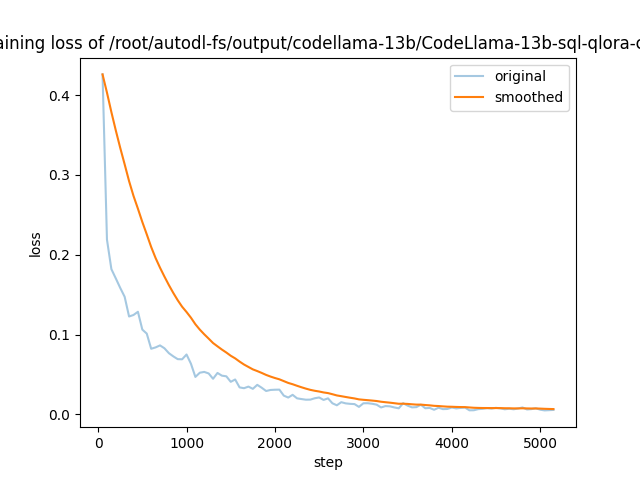 aining loss of /root/autodl-fs/output/codellama-13b/CodeLlama-13b-sql-qlora-c
original
smoothed
loss
0.4
0.3
0.2
0.1
0.0
0 1000 2000 3000 4000 5000
step